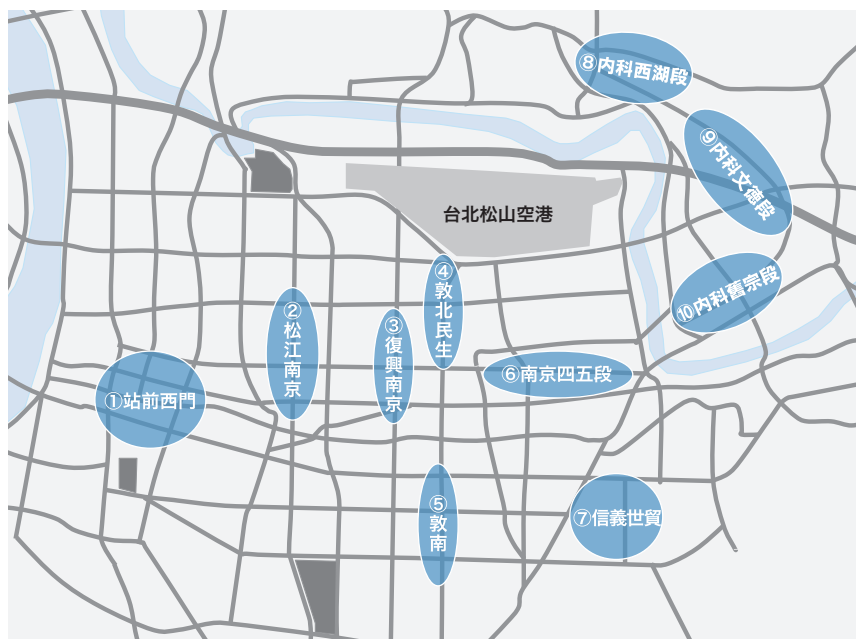 ⑧内科西湖段
⑨内科文德段
台北松山空港
④敦北民生
⑩内科舊宗段
②松江南京
③復興南京
⑥南京四五段
①站前西門
⑤敦南
⑦信義世貿